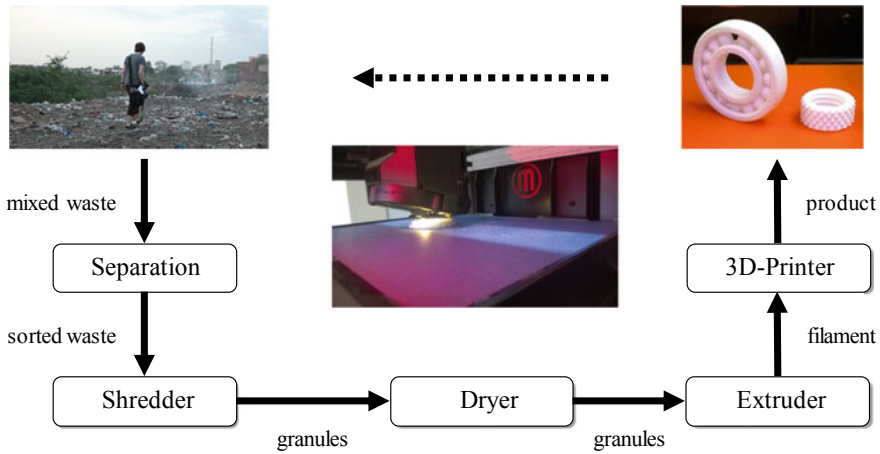 mixed waste
Separation
sorted waste
Shredder
granules
Dryer
granules
Extruder
filament
3D-Printer
product